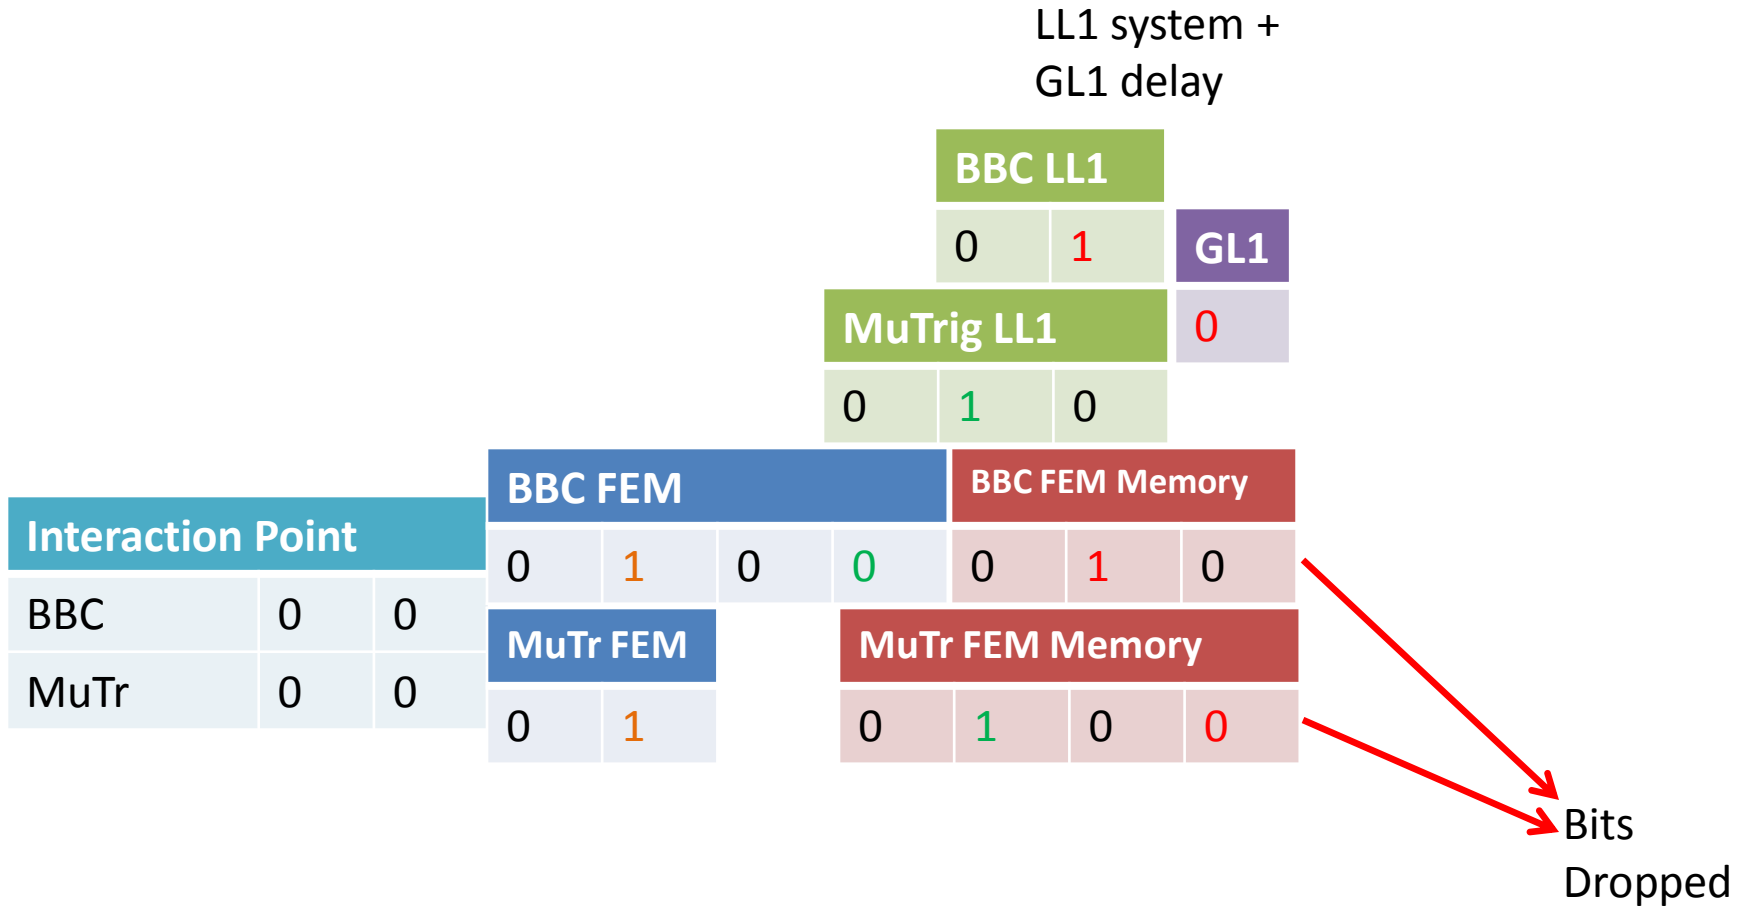 LL1 system +
GL1 delay
BBC LL1
0 1
GL1
0
MuTrig LL1
0 1 0
BBC FEM
0 1 0 0
BBC FEM Memory
0 1 0
Interaction Point
BBC 0 0
MuTr 0 0
MuTr FEM
0 1
MuTr FEM Memory
0 1 0 0
Bits
Dropped